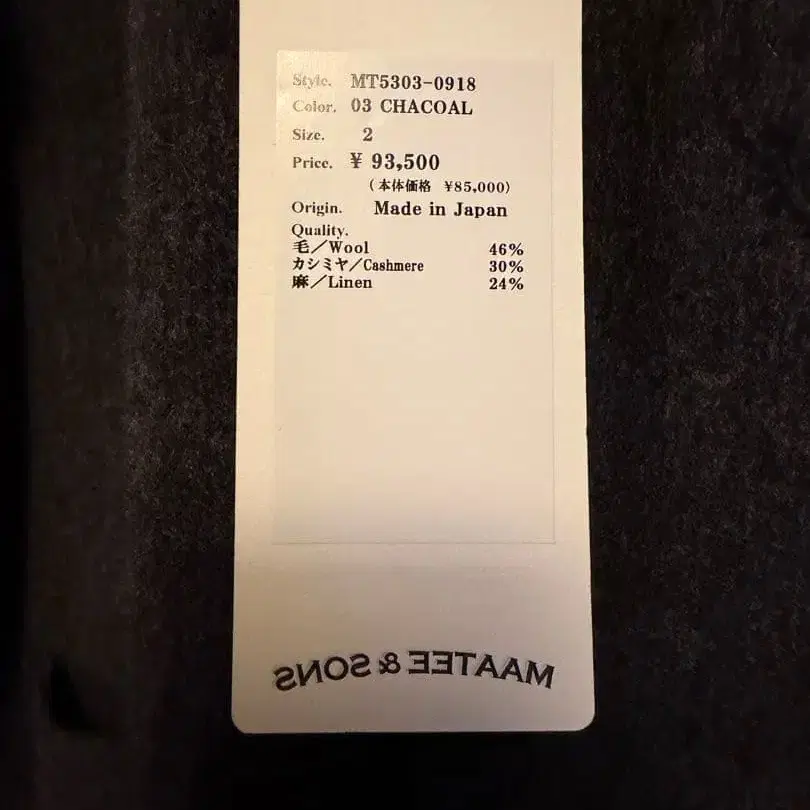 Style. MT5303-0918
Color. 03 CHACOAL
Size. 2
Price. ¥ 93,500
(本体価格 ¥85,000)
Origin. Made in Japan
Quality.
毛/Wool 46%
カシミヤ/Cashmere 30%
麻/Linen 24%
MAATEE & SONS